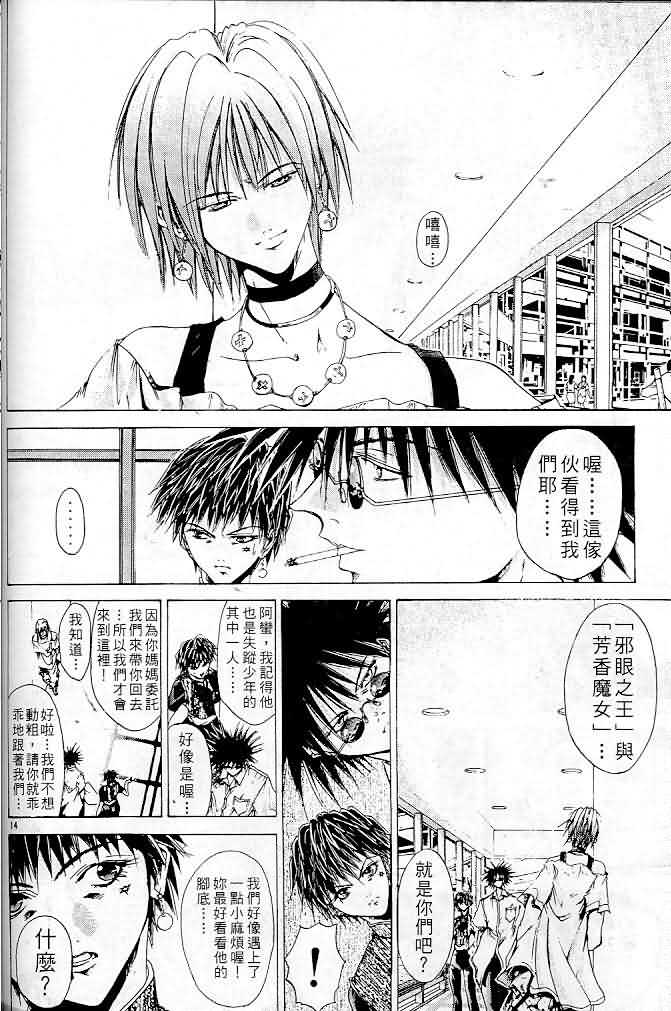 嘻
嘻
…
喔……這傢
伙看得到我
們耶……
……
「邪眼之王」與
「芳香魔女」…
就是你們吧?
阿蠻,我記得他
也是失蹤少年的
其中一人……
好像是喔…
因為你媽媽委託
我們來帶你回去
…所以我們才會
來到這裡!
我知道…
好啦…我們不想
動粗,請你就乖
乖地跟著我們…
!
我們好像遇上了
一點小麻煩喔!
妳最好看看他的
腳底……
什麼?
14